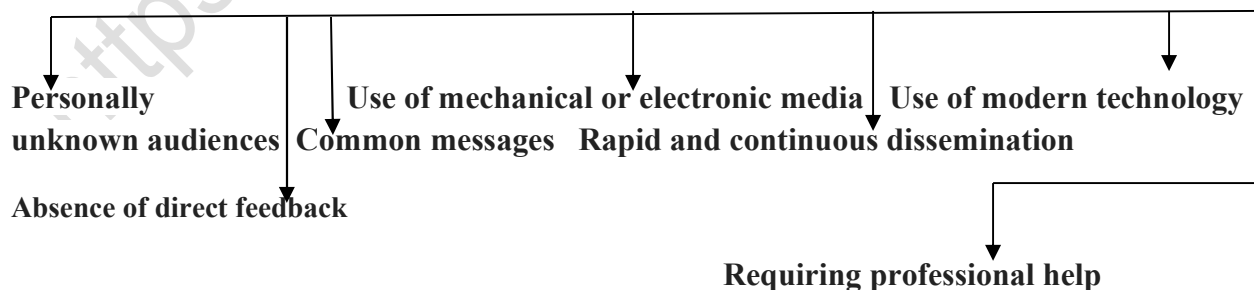 https
Personally Use of mechanical or electronic media Use of modern technology
unknown audiences Common messages Rapid and continuous dissemination
Absence of direct feedback
Requiring professional help